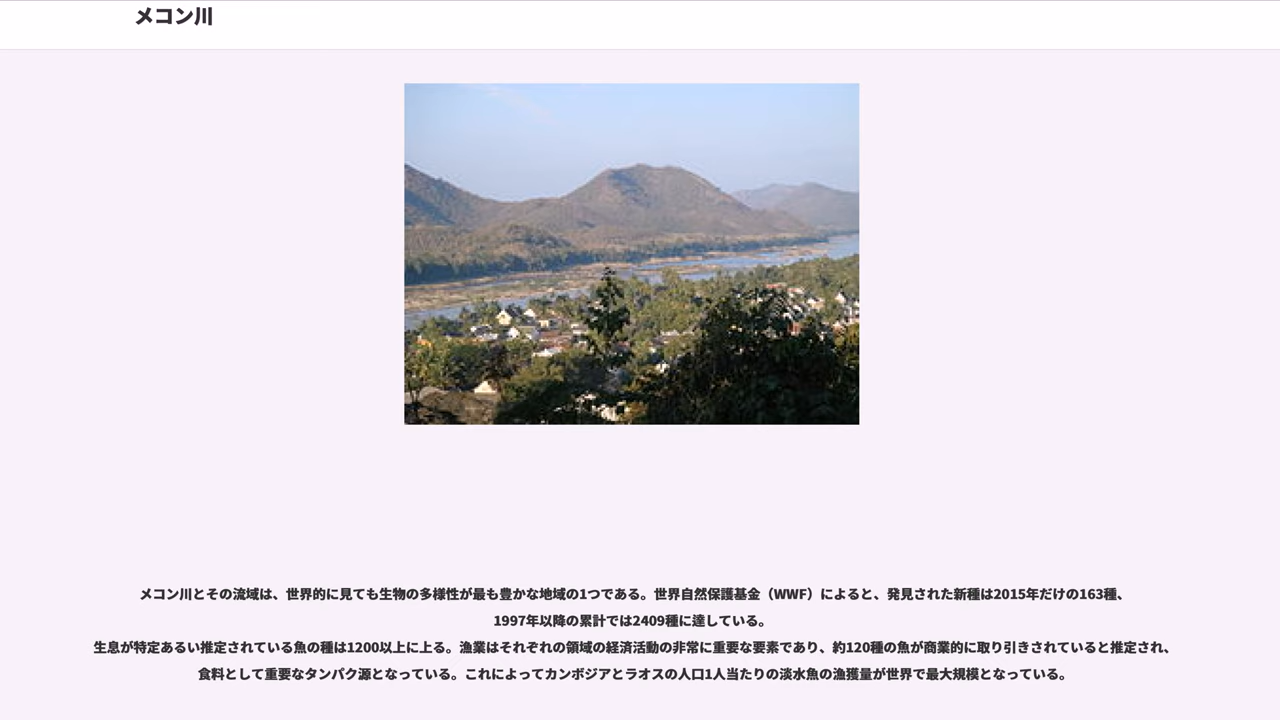 メコン川
メコン川とその流域は、世界的に見ても生物の多様性が最も豊かな地域の1つである。世界自然保護基金（WWF）によると、発見された新種は2015年だけの163種、
1997年以降の累計では2409種に達している。
生息が特定あるい推定されている魚の種は1200以上に上る。漁業はそれぞれの領域の経済活動の非常に重要な要素であり、約120種の魚が商業的に取り引きされていると推定され、
食料として重要なタンパク源となっている。これによってカンボジアとラオスの人口1人当たりの淡水魚の漁獲量が世界で最大規模となっている。